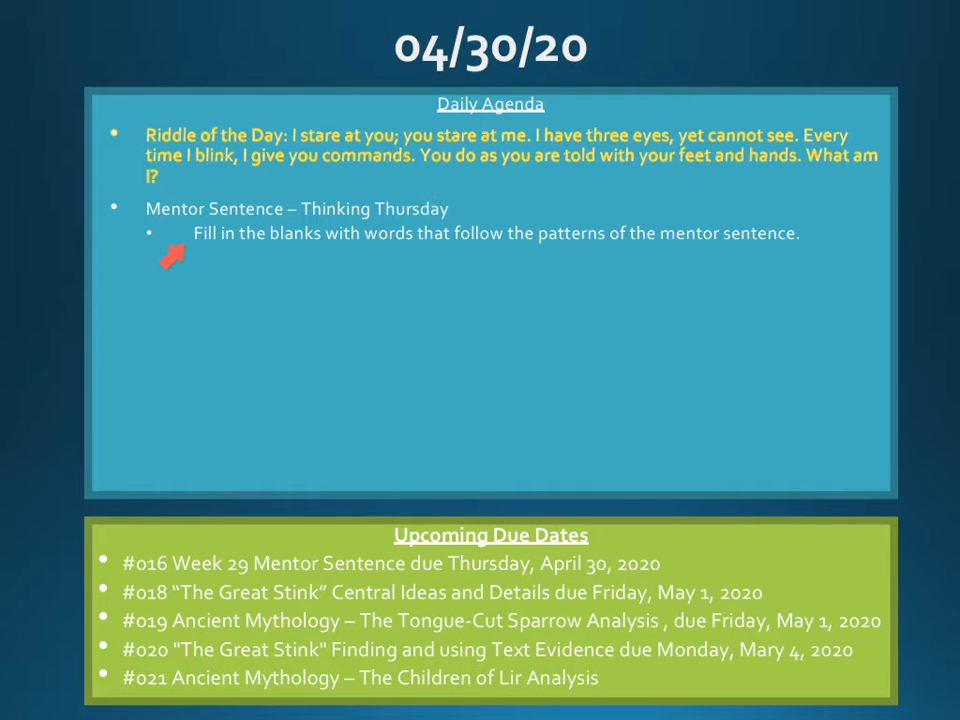 04/30/20
Daily Agenda
• Riddle of the Day: I stare at you; you stare at me. I have three eyes, yet cannot see. Every
time I blink, I give you commands. You do as you are told with your feet and hands. What am
I?
• Mentor Sentence – Thinking Thursday
• Fill in the blanks with words that follow the patterns of the mentor sentence.
Upcoming Due Dates
• #016 Week 29 Mentor Sentence due Thursday, April 30, 2020
• #018 “The Great Stink” Central Ideas and Details due Friday, May 1, 2020
• #019 Ancient Mythology – The Tongue-Cut Sparrow Analysis , due Friday, May 1, 2020
• #020 "The Great Stink" Finding and using Text Evidence due Monday, Mary 4, 2020
• #021 Ancient Mythology – The Children of Lir Analysis